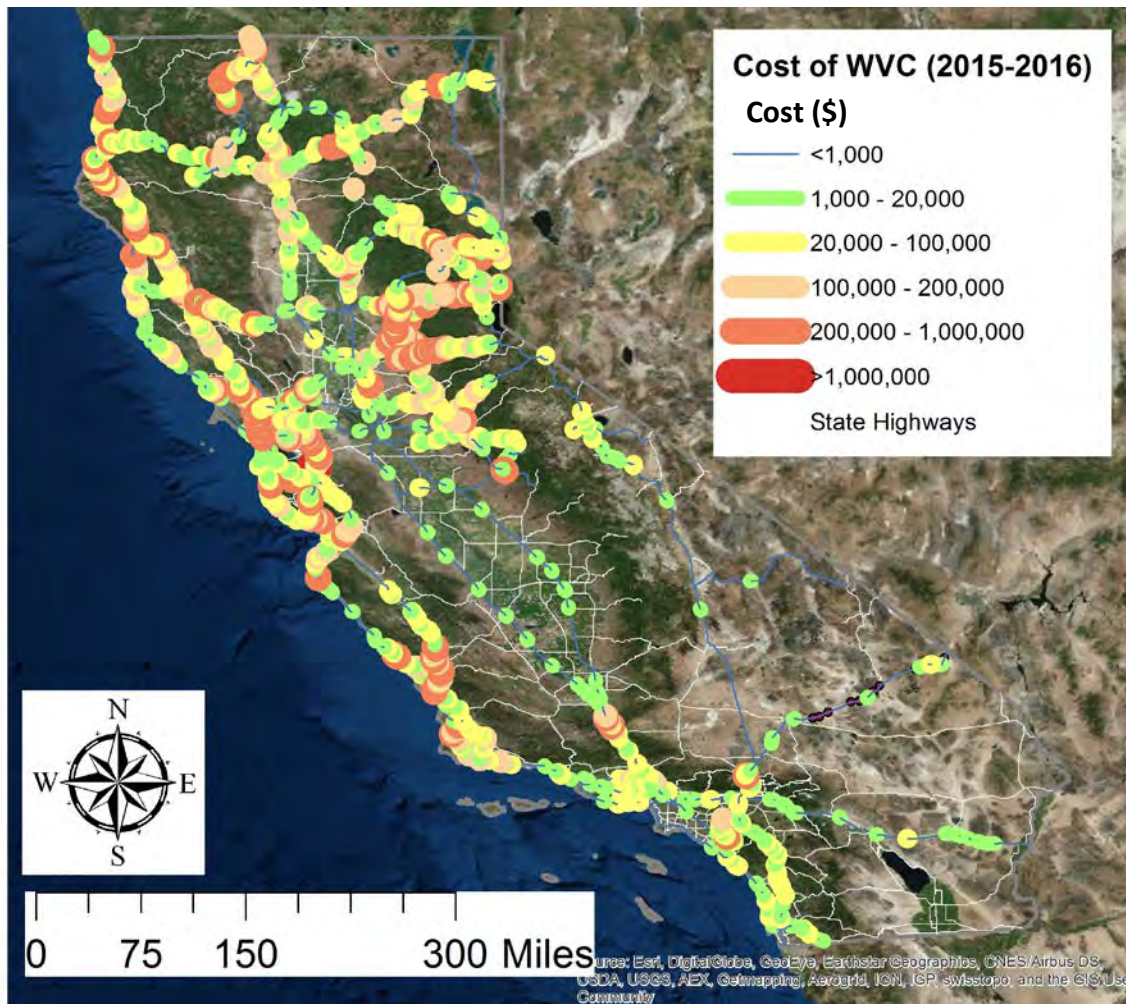 Cost of WVC (2015-2016)
Cost ($)
<1,000
1,000 - 20,000
20,000 - 100,000
100,000 - 200,000
200,000 - 1,000,000
>1,000,000
State Highways
N
W E
S
0 75 150 300 Miles
Source: Esri, DigitalGlobe, GeoEye, Earthstar Geographics, CNES/Airbus DS,
USDA, USGS, AEX, Getmapping, Aerogrid, IGN, IGP, swisstopo, and the GIS Use
Community